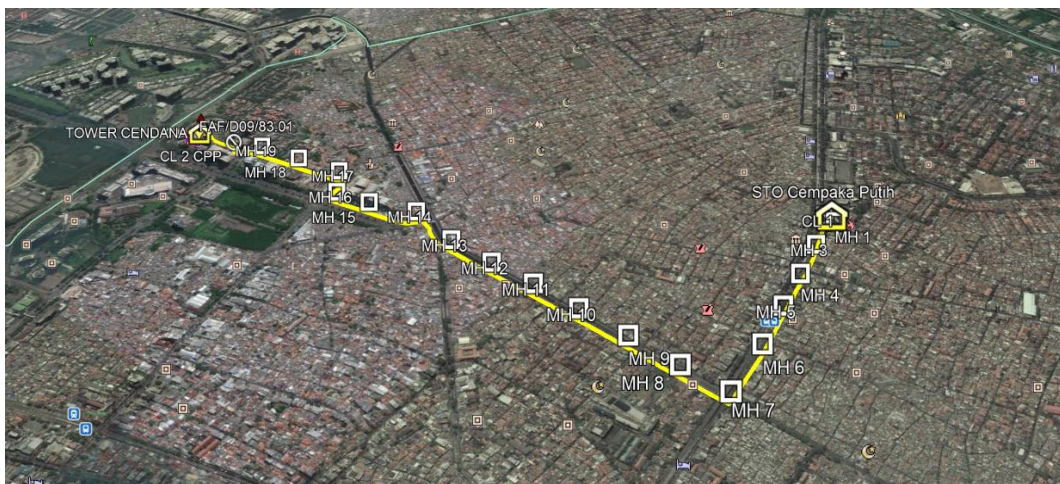 TOWER CENDANA
FAF/D09/83.01
CL 2 CPP
MH 19
MH 18
MH 17
MH 16
MH 15
MH 14
MH 13
MH 12
MH 11
MH 10
MH 9
MH 8
MH 7
MH 6
MH 5
MH 4
MH 3
STO Cempaka Putih
CL 1
MH 1